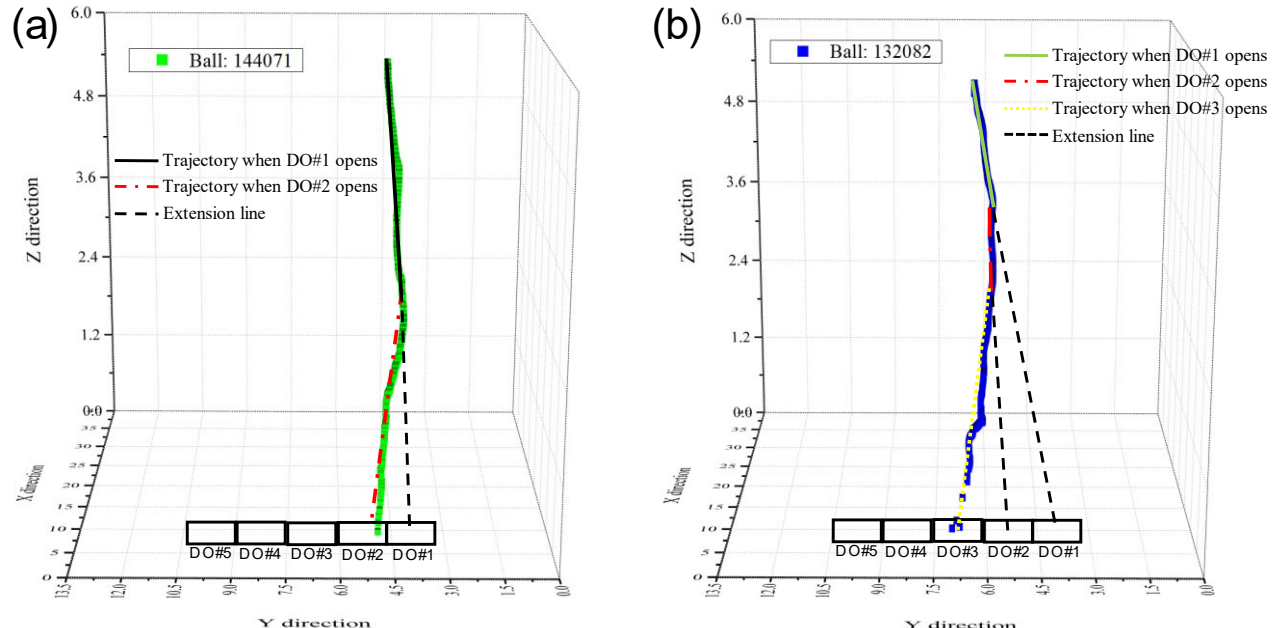 (a)
6.0
Ball: 144071
4.8
Trajectory when DO#1 opens
3.6
Trajectory when DO#2 opens
Extension line
Z direction
2.4
1.2
0.0
35
30
25
20
15
10
5
0
X direction
DO#5 DO#4 DO#3 DO#2 DO#1
13.5 12.0 10.5 9.0 7.5 6.0 4.5 3.0 1.5 0.0
Y direction
(b)
6.0
Ball: 132082
Trajectory when DO#1 opens
Trajectory when DO#2 opens
4.8
Trajectory when DO#3 opens
Extension line
3.6
Z direction
2.4
1.2
0.0
35
30
25
20
15
10
5
0
X direction
DO#5 DO#4 DO#3 DO#2 DO#1
13.5 12.0 10.5 9.0 7.5 6.0 4.5 3.0 1.5 0.0
Y direction